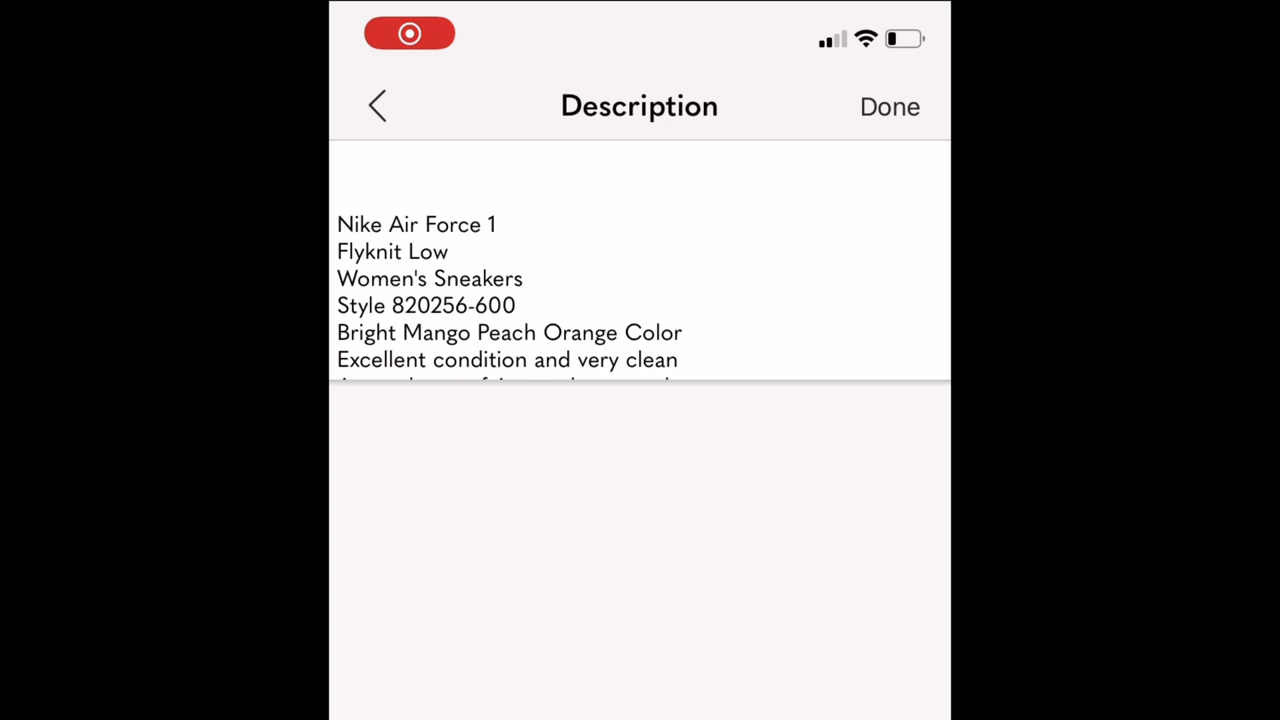 Description
Done
Nike Air Force 1
Flyknit Low
Women's Sneakers
Style 820256-600
Bright Mango Peach Orange Color
Excellent condition and very clean